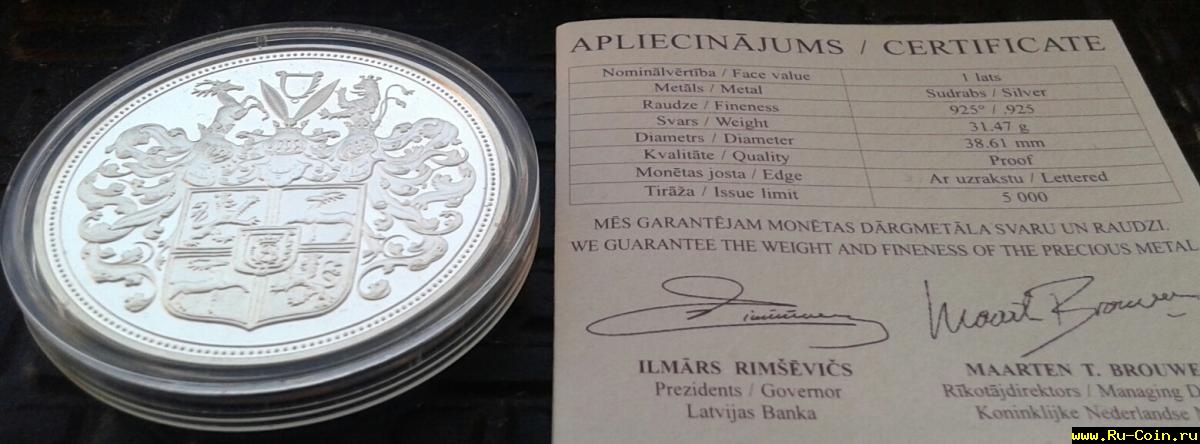 APLIECINĀJUMS / CERTIFICATE
Nominālvērtība / Face value 1 lats
Metāls / Metal Sudrabs / Silver
Raudze / Fineness 925° / .925
Svars / Weight 31.47 g
Diametrs / Diameter 38.61 mm
Kvalitāte / Quality Proof
Monētas josta / Edge Ar uzrakstu / Lettered
Tirāža / Issue limit 5 000
MĒS GARANTĒJAM MONĒTAS DĀRGMETĀLA SVARU UN RAUDZI.
WE GUARANTEE THE WEIGHT AND FINENESS OF THE PRECIOUS METAL
Maarten Brouwer
ILMĀRS RIMŠĒVIČS MAARTEN T. BROUWE
Prezidents / Governor Rīkotājdirektors / Managing D
Latvijas Banka Koninklijke Nederlandse
www.Ru-Coin.ru